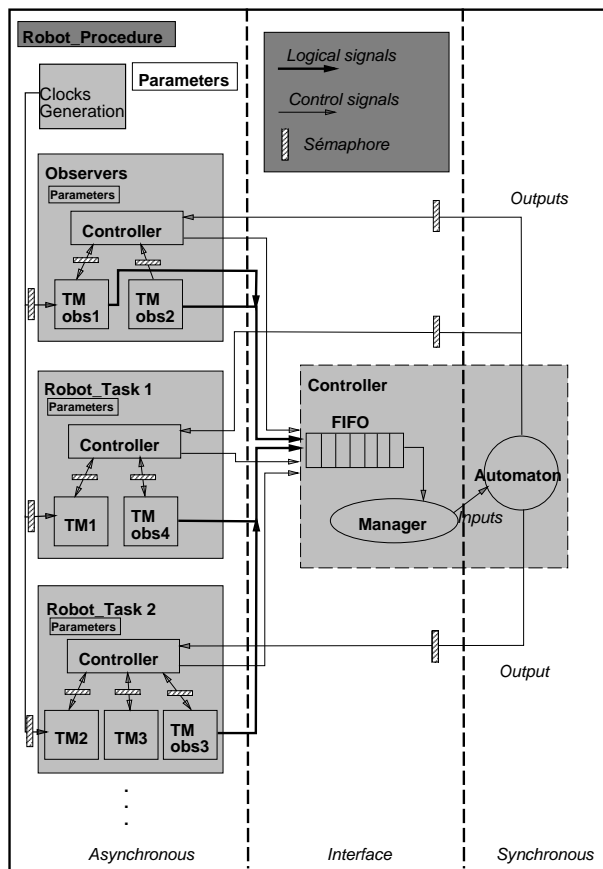 Robot_Procedure
Clocks
Generation
Parameters
Logical signals
Control signals
Sémaphore
Observers
Parameters
Controller
TM
obs1
TM
obs2
Outputs
Robot_Task 1
Parameters
Controller
TM1
TM
obs4
Controller
FIFO
Manager
Inputs
Automaton
Robot_Task 2
Parameters
Controller
TM2
TM3
TM
obs3
Output
Asynchronous
Interface
Synchronous